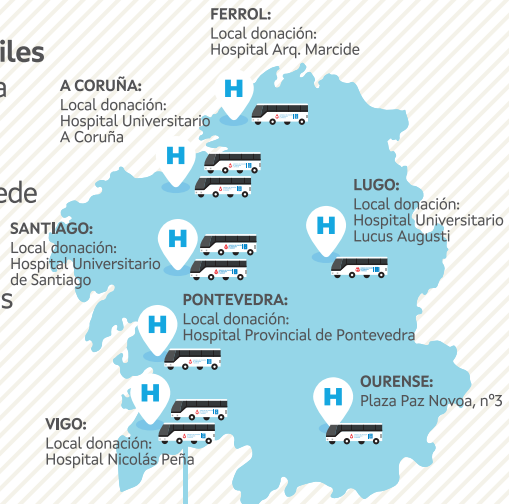 FERROL:
Local donación:
Hospital Arq. Marcide
iles
a
A CORUÑA:
Local donación:
Hospital Universitario
A Coruña
ede
LUGO:
Local donación:
Hospital Universitario
Lucus Augusti
SANTIAGO:
Local donación:
Hospital Universitario
de Santiago
s
PONTEVEDRA:
Local donación:
Hospital Provincial de Pontevedra
OURENSE:
Plaza Paz Novoa, nº3
VIGO:
Local donación:
Hospital Nicolás Peña
H
H
H
H
H
H
H